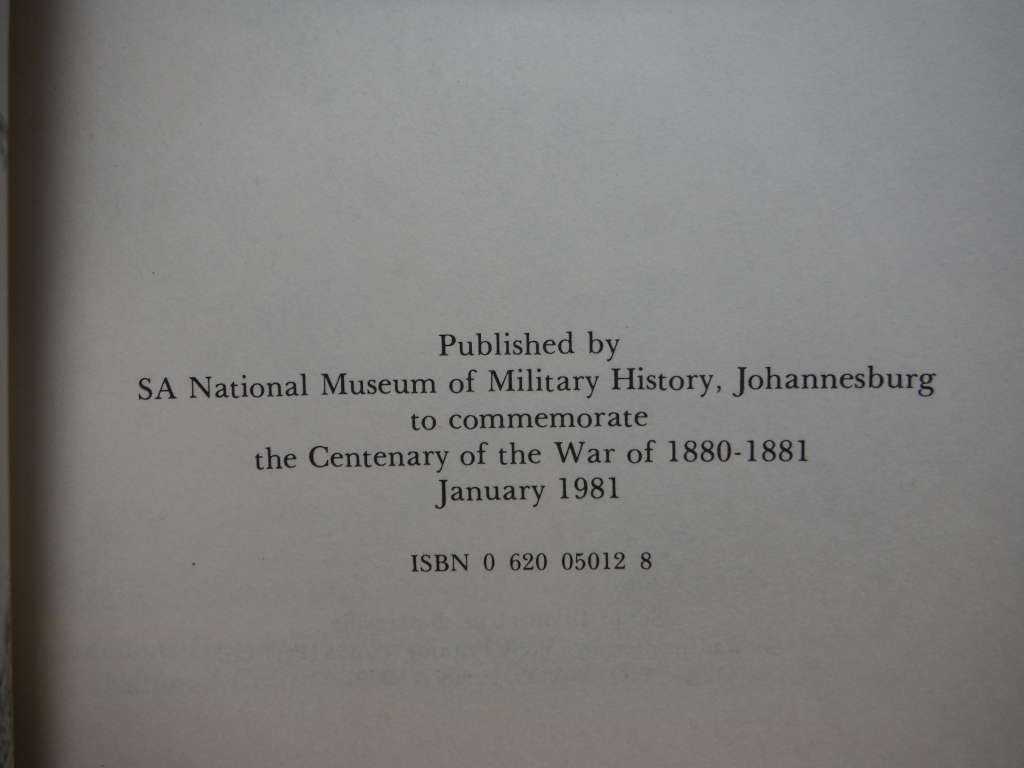 Published by
SA National Museum of Military History, Johannesburg
to commemorate
the Centenary of the War of 1880-1881
January 1981
ISBN 0 620 05012 8